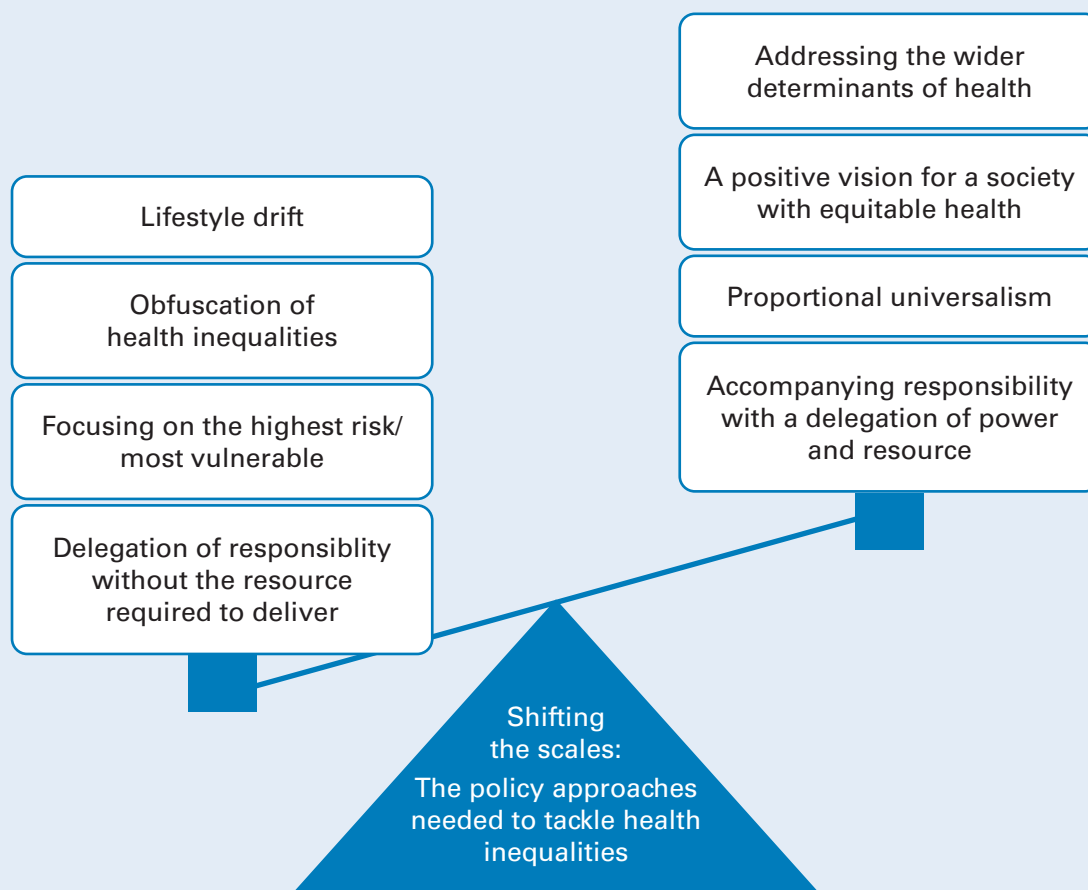 Lifestyle drift
Obfuscation of
health inequalities
Focusing on the highest risk/
most vulnerable
Delegation of responsiblity
without the resource
required to deliver
Addressing the wider
determinants of health
A positive vision for a society
with equitable health
Proportional universalism
Accompanying responsibility
with a delegation of power
and resource
Shifting
the scales:
The policy approaches
needed to tackle health
inequalities